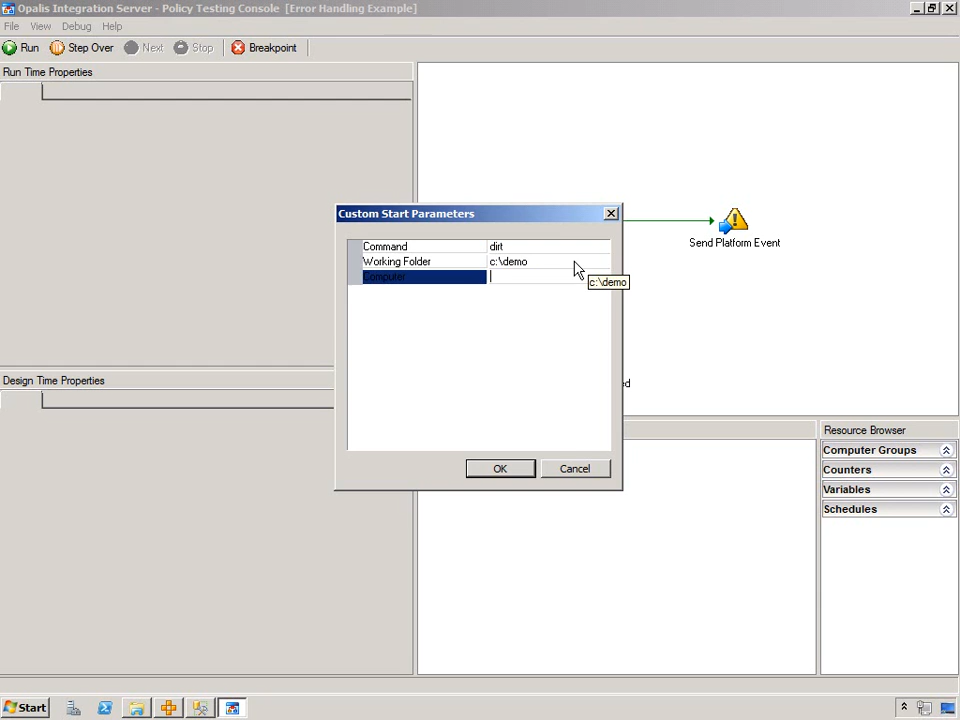 Opalis Integration Server - Policy Testing Console [Error Handling Example]
File View Debug Help
Run Step Over Next Stop Breakpoint
Run Time Properties
Custom Start Parameters
Command dirt
Working Folder c:\demo
Computer
c:\demo
OK Cancel
Send Platform Event
ed
Design Time Properties
Resource Browser
Computer Groups
Counters
Variables
Schedules
Start